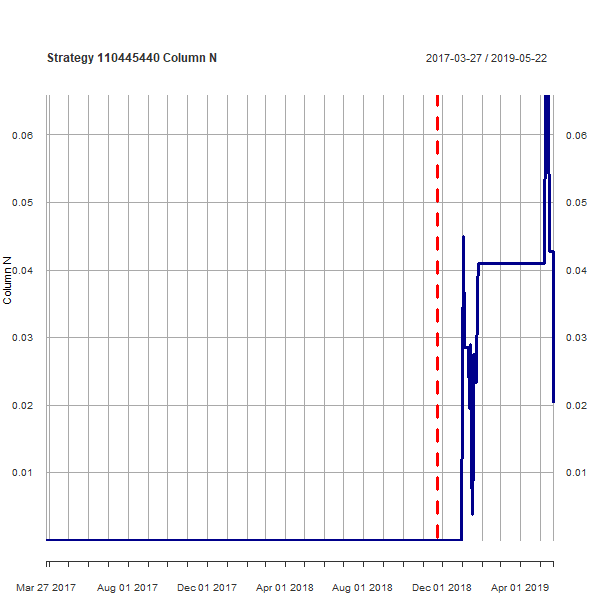 Strategy 110445440 Column N
2017-03-27 / 2019-05-22
0.06
0.06
0.05
0.05
0.04
0.04
0.03
0.03
0.02
0.02
0.01
0.01
Column N
Mar 27 2017
Aug 01 2017
Dec 01 2017
Apr 01 2018
Aug 01 2018
Dec 01 2018
Apr 01 2019